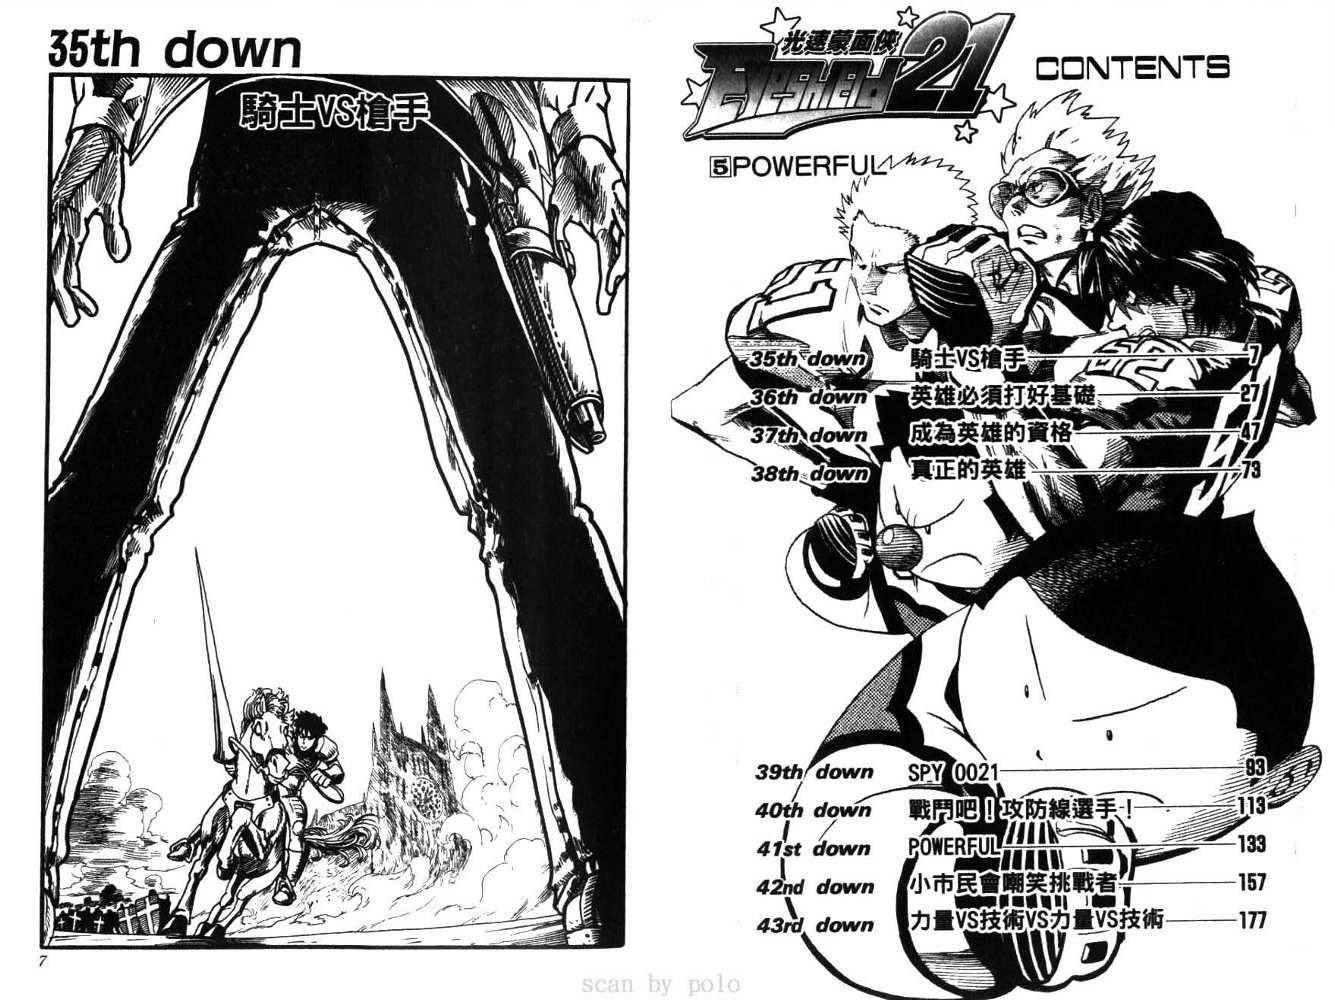 光速蒙面俠
EYESHIELD 21
CONTENTS
5 POWERFUL
35th down 騎士VS槍手 7
36th down 英雄必須打好基礎 27
37th down 成為英雄的資格 47
38th down 真正的英雄 73
39th down SPY 0021 93
40th down 戰鬥吧！攻防線選手！ 113
41st down POWERFUL 133
42nd down 小市民會嘲笑挑戰者 157
43rd down 力量VS技術VS力量VS技術 177
35th down
騎士VS槍手
7
scan by polo